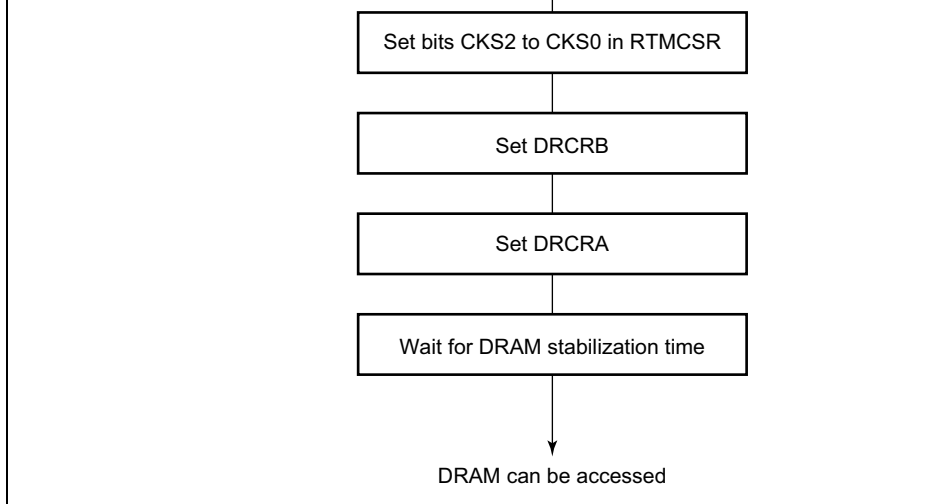 Set bits CKS2 to CKS0 in RTMCSR
Set DRCRB
Set DRCRA
Wait for DRAM stabilization time
DRAM can be accessed